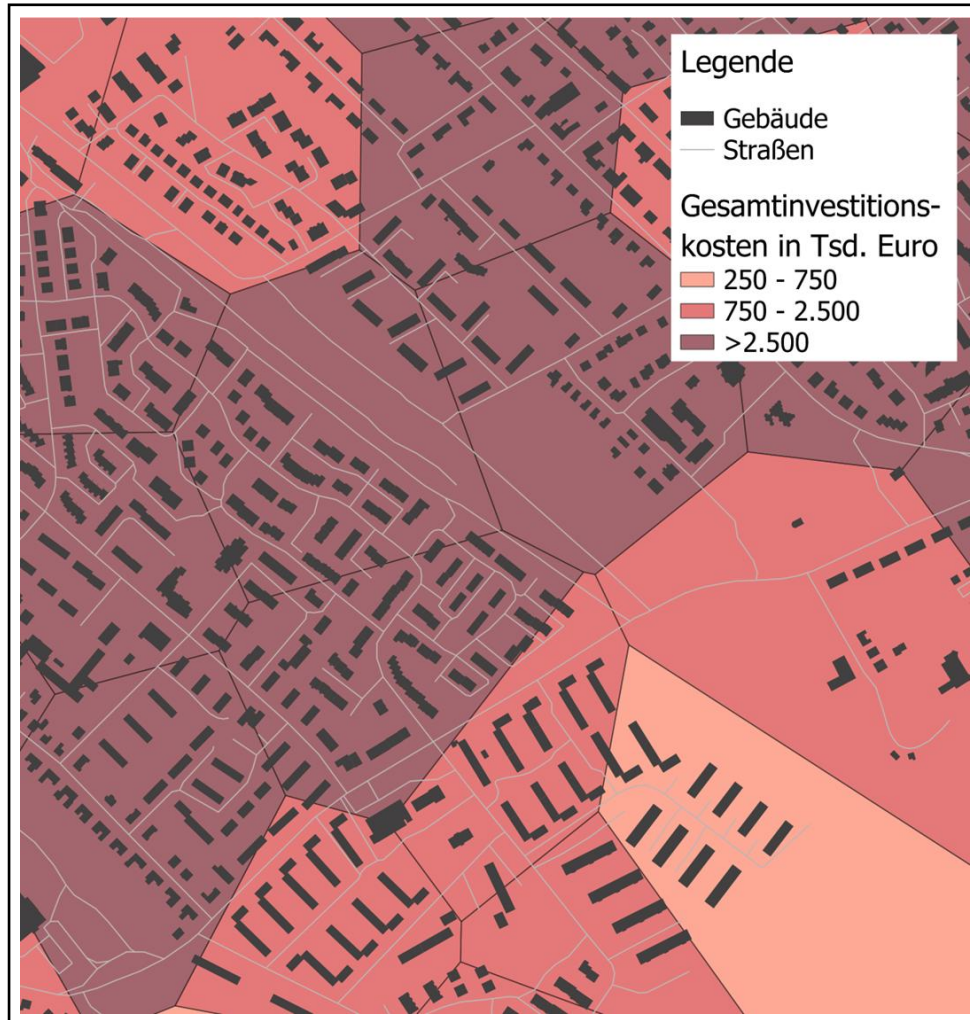 Legende
Gebäude
Straßen
Gesamtinvestitions-
kosten in Tsd. Euro
250 - 750
750 - 2.500
>2.500